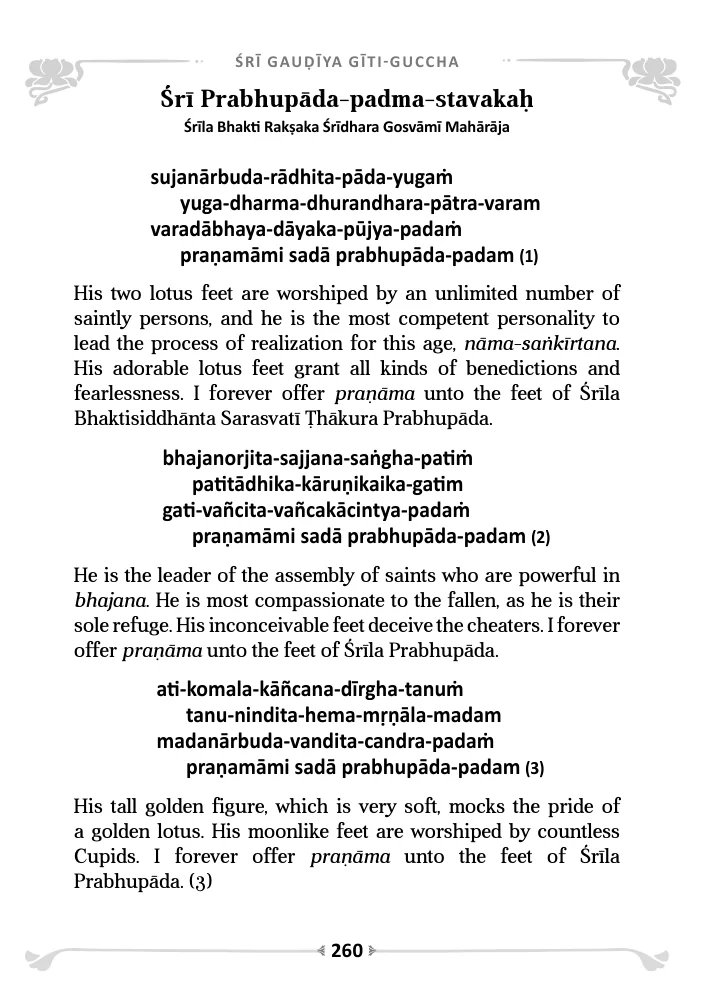 ŚRĪ GAUḌĪYA GĪTI-GUCCHA
Śrī Prabhupāda-padma-stavakaḥ
Śrīla Bhakti Rakṣaka Śrīdhara Gosvāmī Mahārāja
sujanārbuda-rādhita-pāda-yugaṁ
yuga-dharma-dhurandhara-pātra-varam
varadābhaya-dāyaka-pūjya-padaṁ
praṇamāmi sadā prabhupāda-padam (1)
His two lotus feet are worshiped by an unlimited number of
saintly persons, and he is the most competent personality to
lead the process of realization for this age, nāma-saṅkīrtana.
His adorable lotus feet grant all kinds of benedictions and
fearlessness. I forever offer praṇāma unto the feet of Śrīla
Bhaktisiddhānta Sarasvatī Ṭhākura Prabhupāda.
bhajanorjita-sajjana-saṅgha-patiṁ
patitādhika-kāruṇikaika-gatim
gati-vañcita-vañcakācintya-padaṁ
praṇamāmi sadā prabhupāda-padam (2)
He is the leader of the assembly of saints who are powerful in
bhajana. He is most compassionate to the fallen, as he is their
sole refuge. His inconceivable feet deceive the cheaters. I forever
offer praṇāma unto the feet of Śrīla Prabhupāda.
ati-komala-kāñcana-dīrgha-tanuṁ
tanu-nindita-hema-mṛṇāla-madam
madanārbuda-vandita-candra-padaṁ
praṇamāmi sadā prabhupāda-padam (3)
His tall golden figure, which is very soft, mocks the pride of
a golden lotus. His moonlike feet are worshiped by countless
Cupids. I forever offer praṇāma unto the feet of Śrīla
Prabhupāda. (3)
260